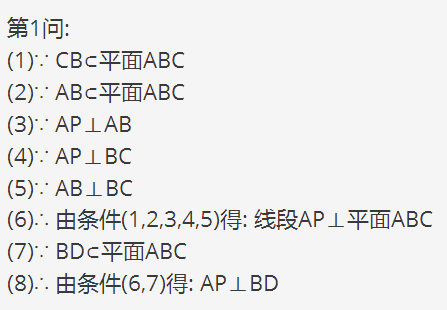 第1问:
(1)∵ CB⊂平面ABC
(2)∵ AB⊂平面ABC
(3)∵ AP⊥AB
(4)∵ AP⊥BC
(5)∵ AB⊥BC
(6)∴ 由条件(1,2,3,4,5)得: 线段AP⊥平面ABC
(7)∵ BD⊂平面ABC
(8)∴ 由条件(6,7)得: AP⊥BD